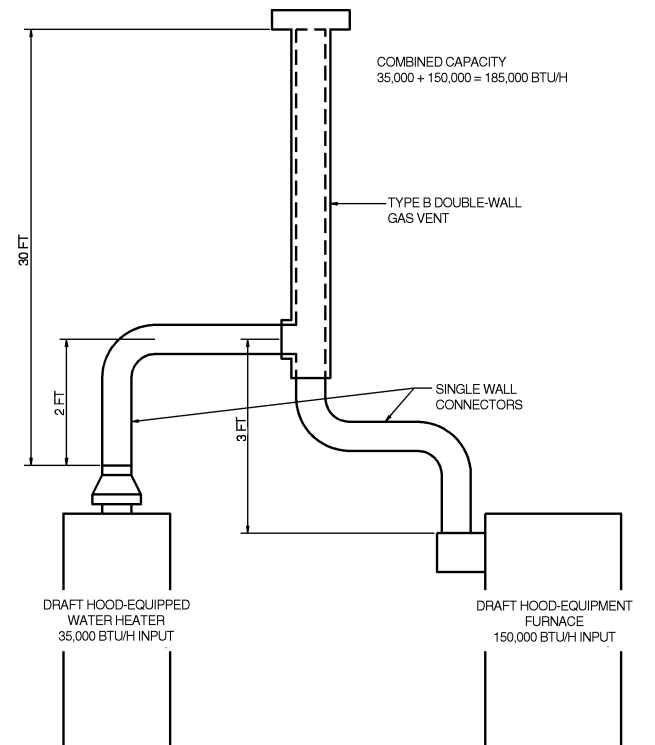 COMBINED CAPACITY
35,000 + 150,000 = 185,000 BTU/H
TYPE B DOUBLE-WALL
GAS VENT
30 FT
2 FT
3 FT
SINGLE WALL
CONNECTORS
DRAFT HOOD-EQUIPPED
WATER HEATER
35,000 BTU/H INPUT
DRAFT HOOD-EQUIPMENT
FURNACE
150,000 BTU/H INPUT